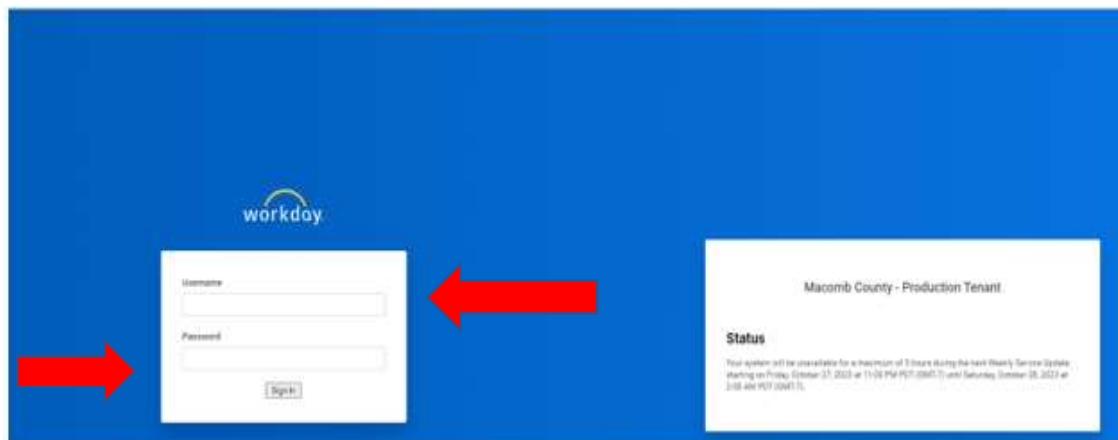 workday.
Username
Password
Sign In
Macomb County - Production Tenant
Status
Your system will be unavailable for a maximum of 3 hours during the next Weekly Service Update
starting on Friday, October 27, 2023 at 11:00 PM PDT (GMT-7) until Saturday, October 28, 2023 at
2:00 AM PDT (GMT-7).